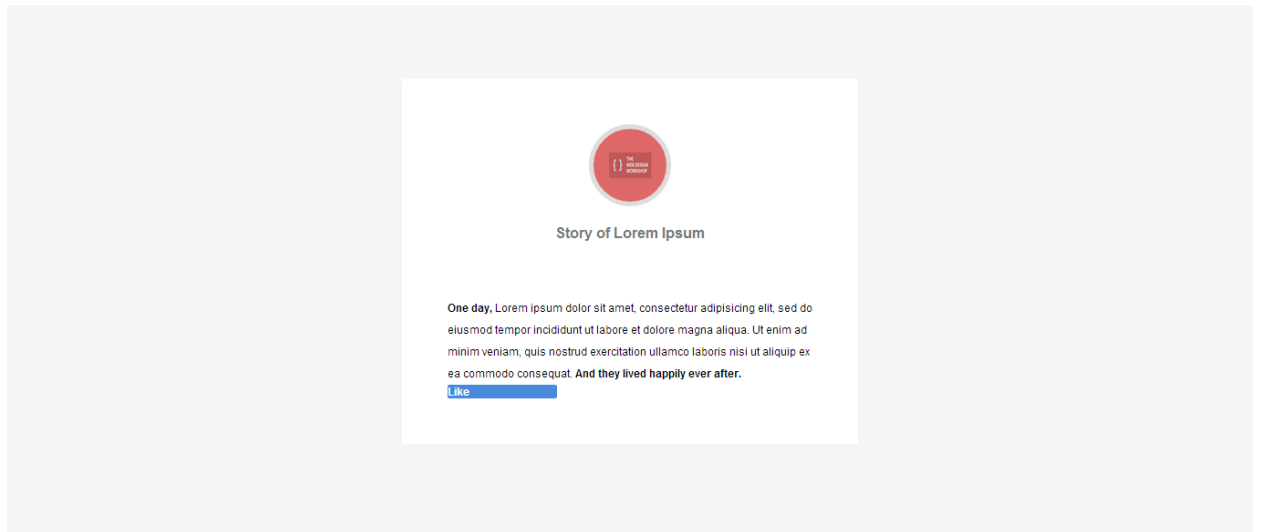 { } THE
WEB DESIGN
WORKSHOP
Story of Lorem Ipsum
One day, Lorem ipsum dolor sit amet, consectetur adipisicing elit, sed do
eiusmod tempor incididunt ut labore et dolore magna aliqua. Ut enim ad
minim veniam, quis nostrud exercitation ullamco laboris nisi ut aliquip ex
ea commodo consequat. And they lived happily ever after.
Like